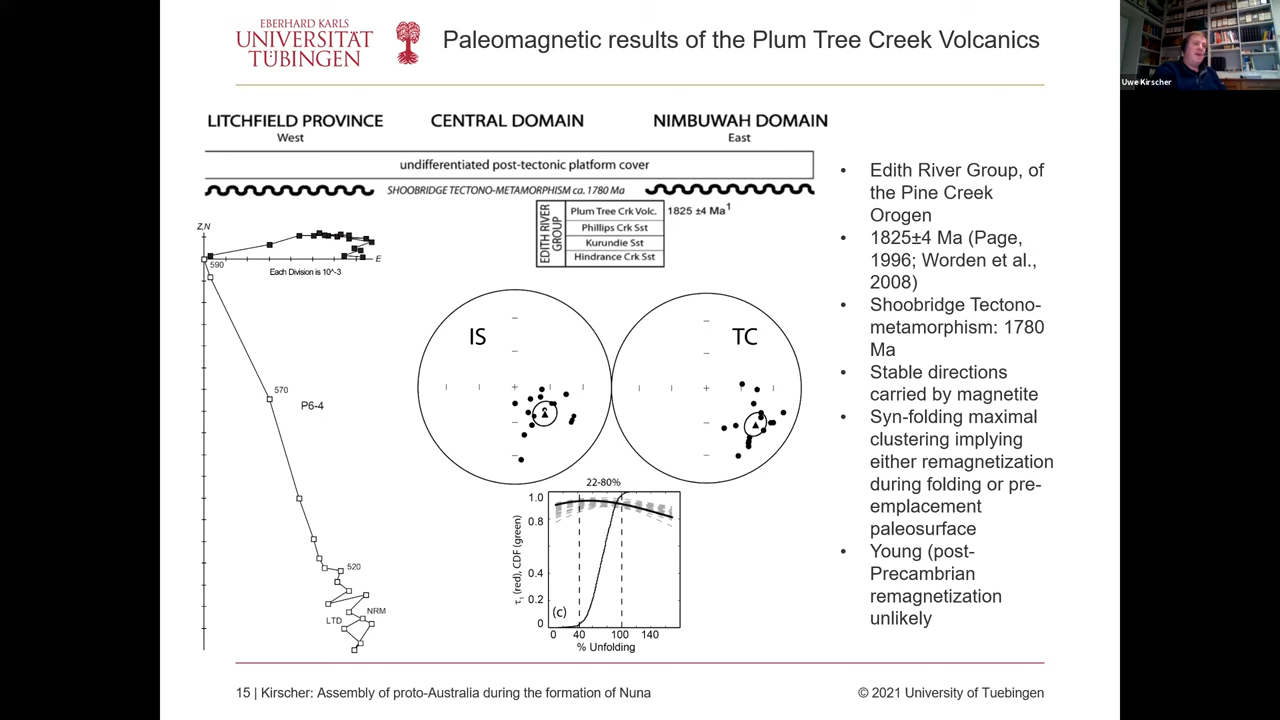 EBERHARD KARLS
UNIVERSITÄT
TÜBINGEN
Paleomagnetic results of the Plum Tree Creek Volcanics
Uwe Kirscher
LITCHFIELD PROVINCE
West
CENTRAL DOMAIN
NIMBUWAH DOMAIN
East
undifferentiated post-tectonic platform cover
SHOOBRIDGE TECTONO-METAMORPHISM ca. 1780 Ma
EDITH RIVER
GROUP
Plum Tree Crk Volc.
1825 ±4 Ma1
Phillips Crk Sst
Kurundie Sst
Hindrance Crk Sst
Z,N
E
590
Each Division is 10^-3
570
P6-4
520
NRM
LTD
IS
TC
22-80%
1.0
0.8
0.4
0.2
0
τ1 (red), CDF (green)
(c)
0 40 100 140
% Unfolding
• Edith River Group, of
the Pine Creek
Orogen
• 1825±4 Ma (Page,
1996; Worden et al.,
2008)
• Shoobridge Tectono-
metamorphism: 1780
Ma
• Stable directions
carried by magnetite
• Syn-folding maximal
clustering implying
either remagnetization
during folding or pre-
emplacement
paleosurface
• Young (post-
Precambrian
remagnetization
unlikely
15 | Kirscher: Assembly of proto-Australia during the formation of Nuna
© 2021 University of Tuebingen